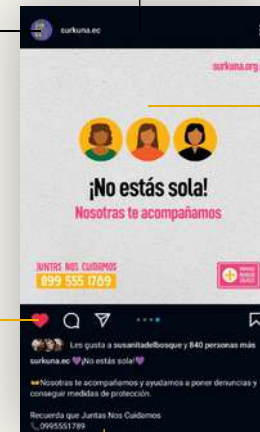 surkuna.ec
surkuna.org
¡No estás sola!
Nosotras te acompañamos
JUNTAS NOS CUIDAMOS
099 555 1789
Les gusta a susanitadelbosque y 840 personas más
surkuna.ec 💜¡No estás sola!💜
Nosotras te acompañamos y ayudamos a poner denuncias y
conseguir medidas de protección.
Recuerda que Juntas Nos Cuidamos
📞0995551789